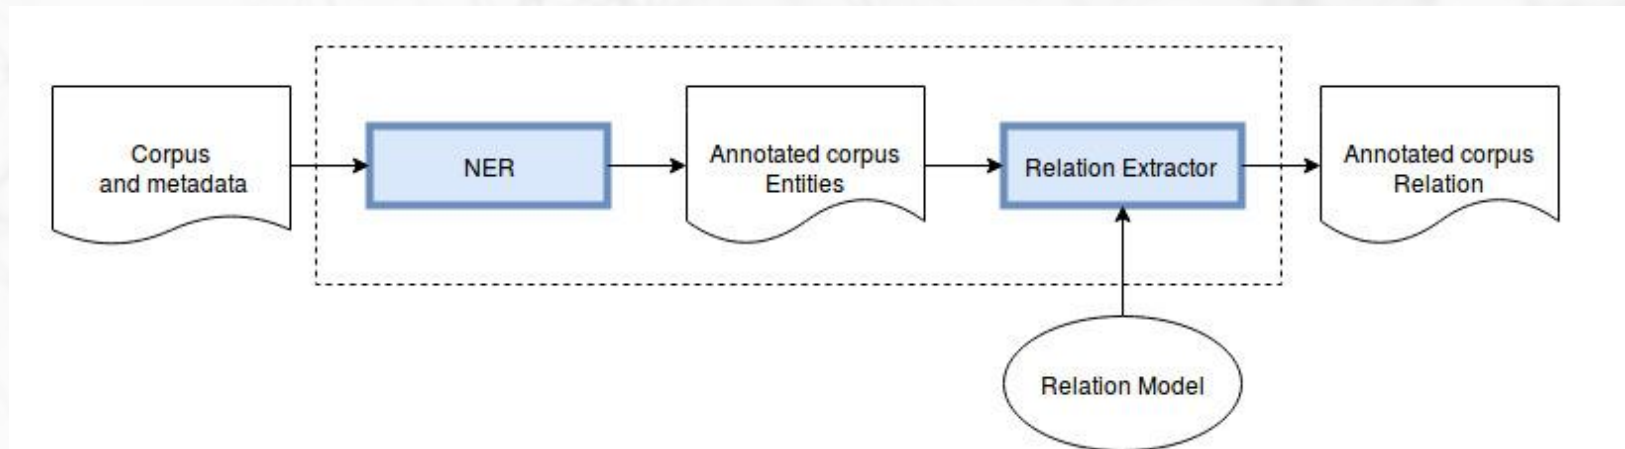 Corpus
and metadata
NER
Annotated corpus
Entities
Relation Extractor
Annotated corpus
Relation
Relation Model